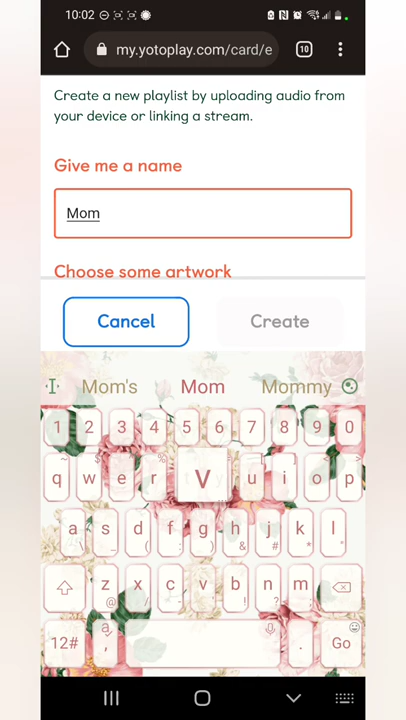 10:02
10
my.yotoplay.com/card/e
Create a new playlist by uploading audio from
your device or linking a stream.
Give me a name
Mom
Choose some artwork
Cancel Create
Mom's Mom Mommy
1 2 3 4 5 6 7 8 9 0
q w e r t y u i o p
V
a s d f g h j k l
z x c v b n m
12# , . Go